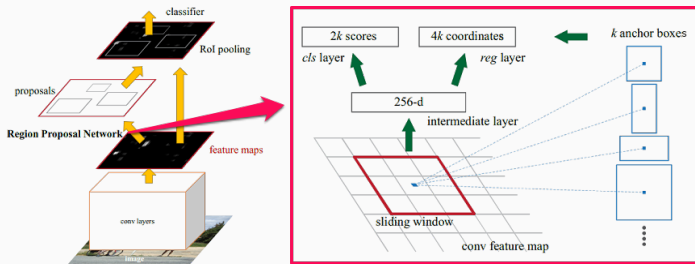 classifier
RoI pooling
proposals
Region Proposal Network
feature maps
conv layers
image
2k scores
4k coordinates
k anchor boxes
cls layer
reg layer
256-d
intermediate layer
sliding window
conv feature map